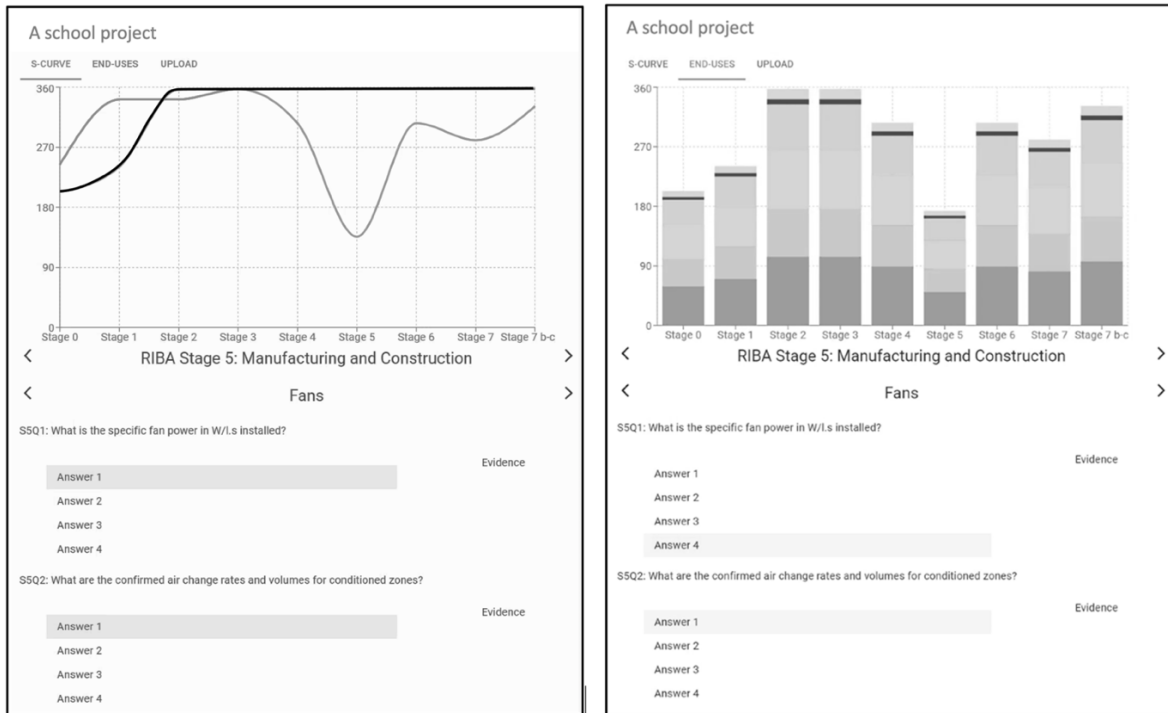 A school project
S-CURVE END-USES UPLOAD
360
270
180
90
0
Stage 0 Stage 1 Stage 2 Stage 3 Stage 4 Stage 5 Stage 6 Stage 7 Stage 7 b-c
< RIBA Stage 5: Manufacturing and Construction >
< Fans >
S5Q1: What is the specific fan power in W/l.s installed?
Evidence
Answer 1
Answer 2
Answer 3
Answer 4
S5Q2: What are the confirmed air change rates and volumes for conditioned zones?
Evidence
Answer 1
Answer 2
Answer 3
Answer 4
A school project
S-CURVE END-USES UPLOAD
360
270
180
90
0
Stage 0 Stage 1 Stage 2 Stage 3 Stage 4 Stage 5 Stage 6 Stage 7 Stage 7 b-c
< RIBA Stage 5: Manufacturing and Construction >
< Fans >
S5Q1: What is the specific fan power in W/l.s installed?
Evidence
Answer 1
Answer 2
Answer 3
Answer 4
S5Q2: What are the confirmed air change rates and volumes for conditioned zones?
Evidence
Answer 1
Answer 2
Answer 3
Answer 4